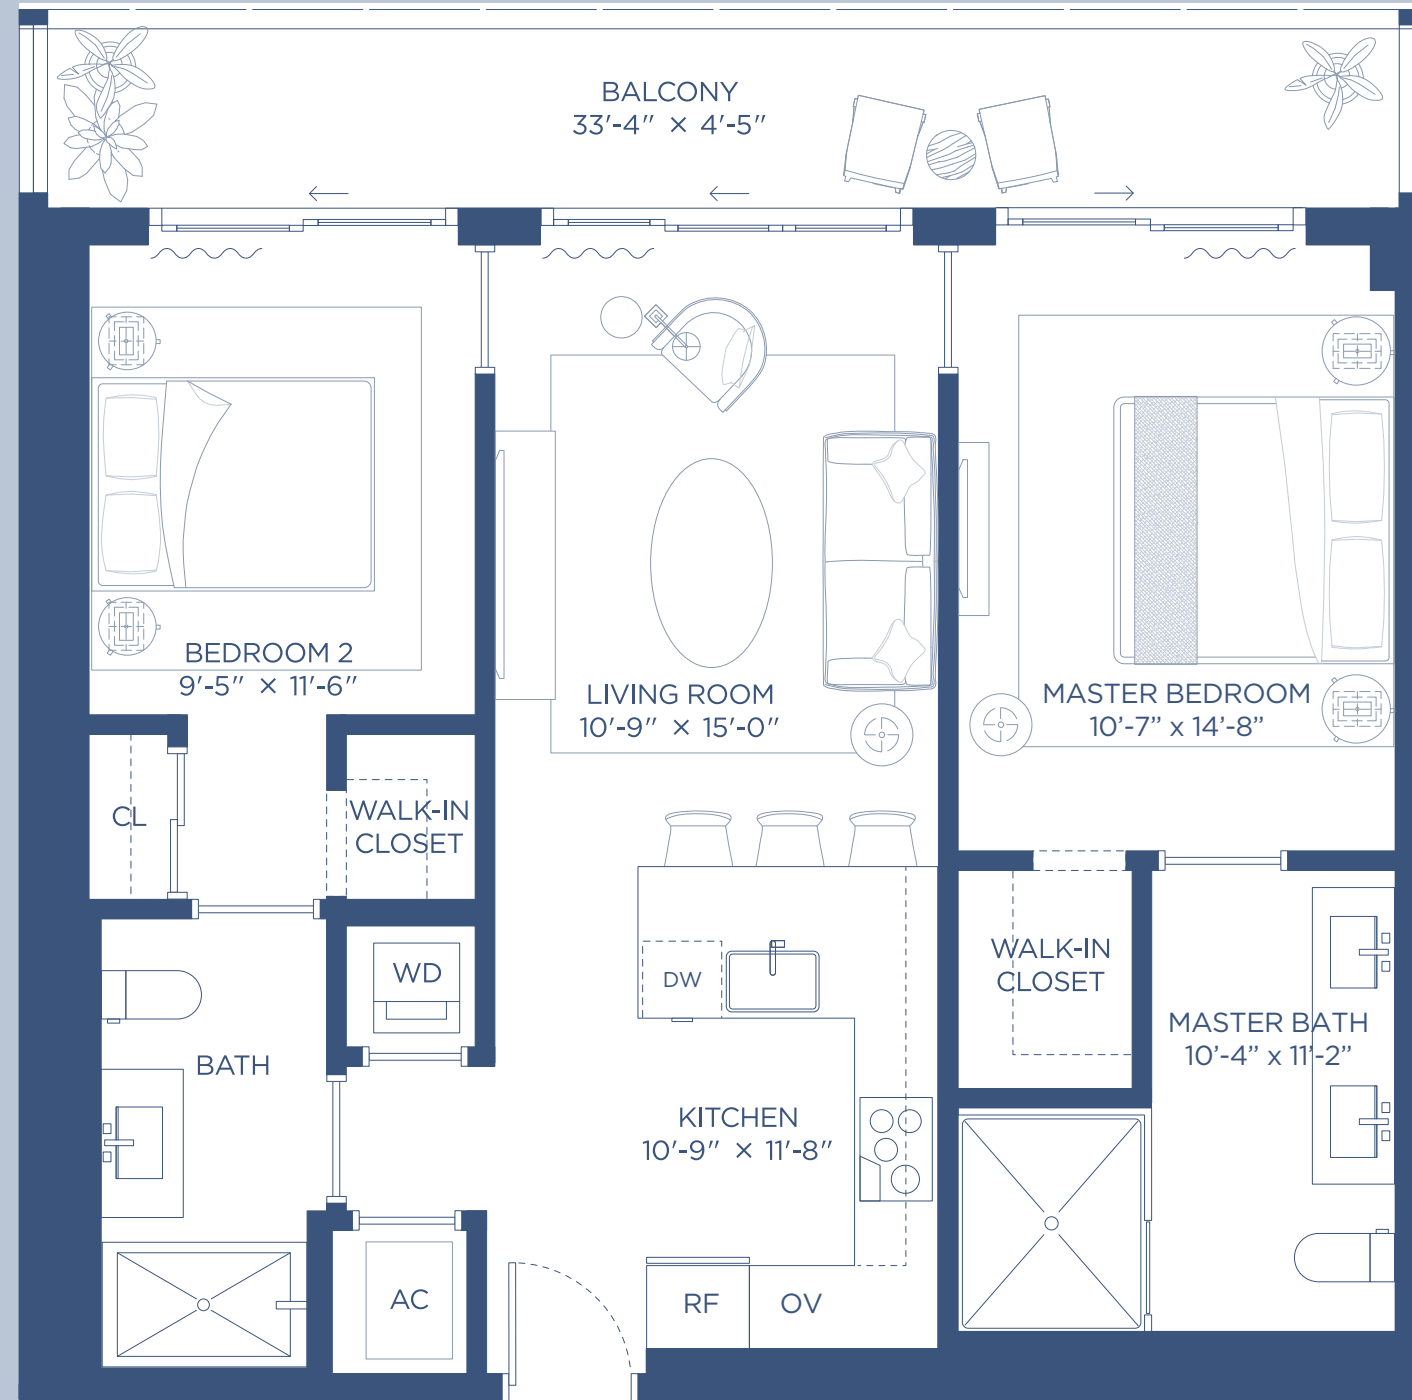 BALCONY
33'-4" × 4'-5"
BEDROOM 2
9'-5" × 11'-6"
LIVING ROOM
10'-9" × 15'-0"
MASTER BEDROOM
10'-7” x 14'-8”
CL
WALK-IN
CLOSET
WD
DW
WALK-IN
CLOSET
MASTER BATH
10'-4” x 11'-2”
BATH
KITCHEN
10'-9" × 11'-8"
AC
RF
OV